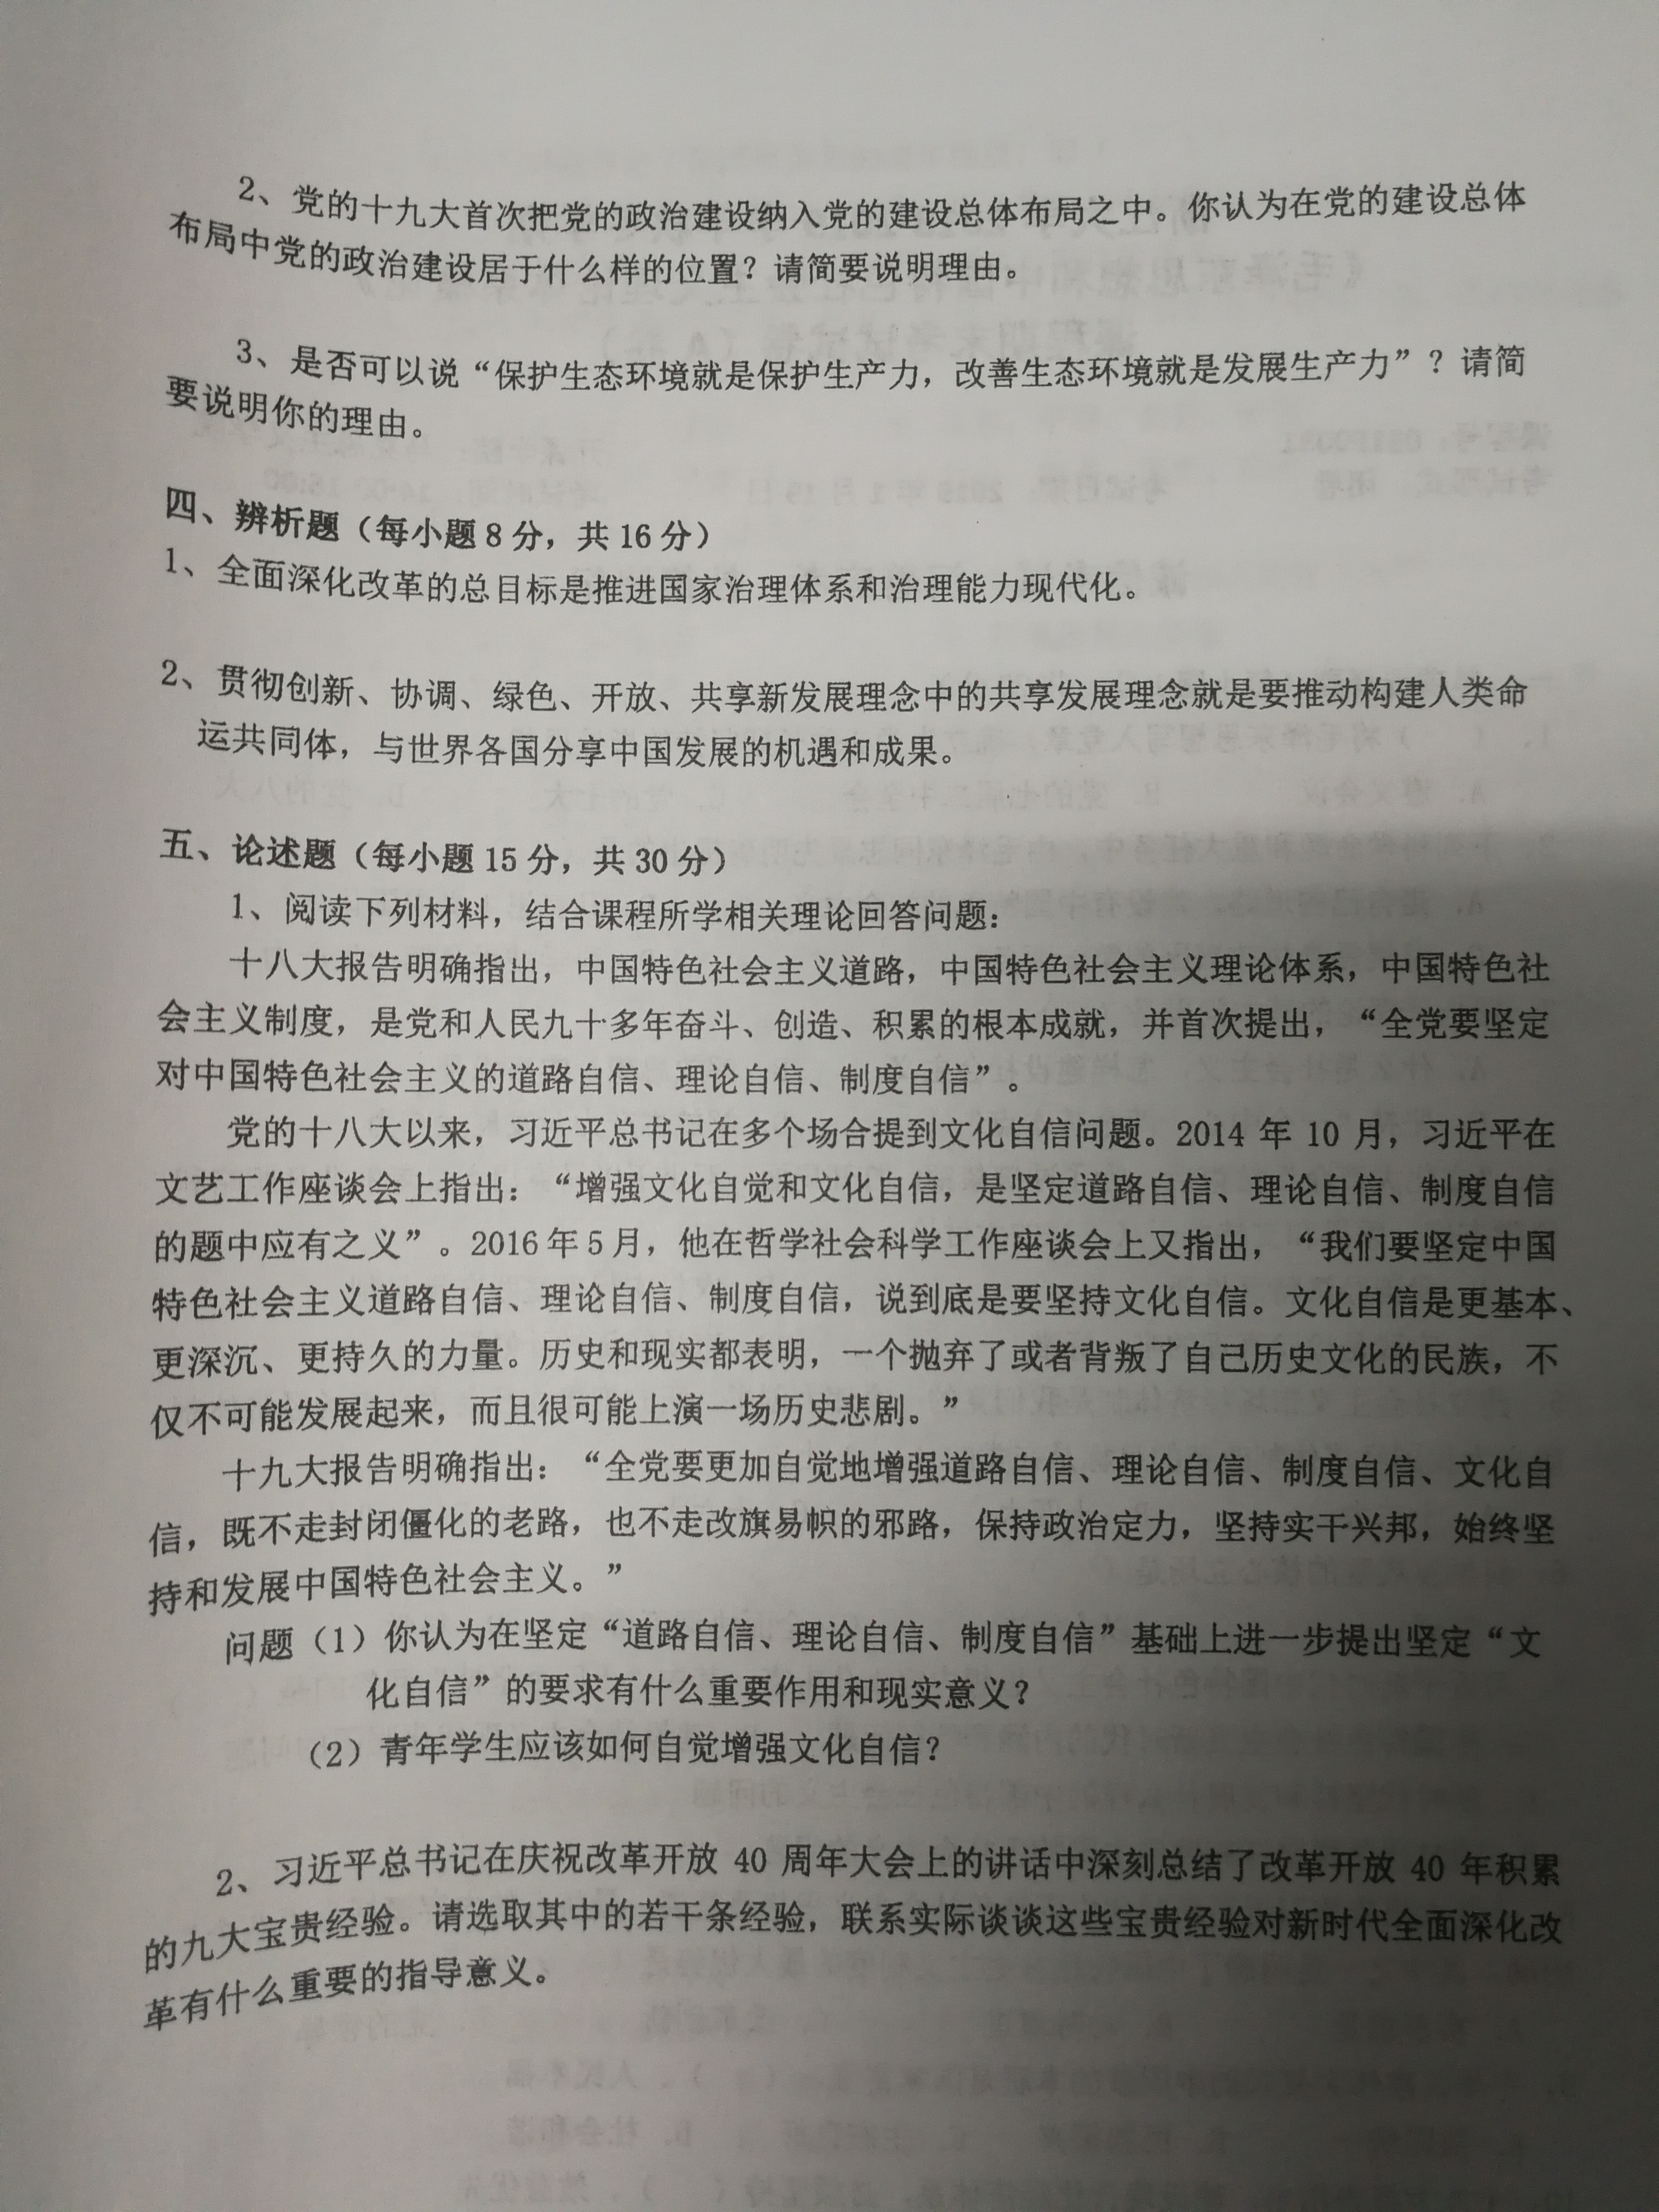 2、党的十九大首次把党的政治建设纳入党的建设总体布局之中。你认为在党的建设总体
布局中党的政治建设居于什么样的位置？请简要说明理由。
3、是否可以说“保护生态环境就是保护生产力，改善生态环境就是发展生产力”？请简
要说明你的理由。
四、辨析题（每小题8分，共16分）
1、全面深化改革的总目标是推进国家治理体系和治理能力现代化。
2、贯彻创新、协调、绿色、开放、共享新发展理念中的共享发展理念就是要推动构建人类命
运共同体，与世界各国分享中国发展的机遇和成果。
五、论述题（每小题15分，共30分）
1、阅读下列材料，结合课程所学相关理论回答问题：
十八大报告明确指出，中国特色社会主义道路，中国特色社会主义理论体系，中国特色社
会主义制度，是党和人民九十多年奋斗、创造、积累的根本成就，并首次提出，“全党要坚定
对中国特色社会主义的道路自信、理论自信、制度自信”。
党的十八大以来，习近平总书记在多个场合提到文化自信问题。2014年10月，习近平在
文艺工作座谈会上指出：“增强文化自觉和文化自信，是坚定道路自信、理论自信、制度自信
的题中应有之义”。2016年5月，他在哲学社会科学工作座谈会上又指出，“我们要坚定中国
特色社会主义道路自信、理论自信、制度自信，说到底是要坚持文化自信。文化自信是更基本、
更深沉、更持久的力量。历史和现实都表明，一个抛弃了或者背叛了自己历史文化的民族，不
仅不可能发展起来，而且很可能上演一场历史悲剧。”
十九大报告明确指出：“全党要更加自觉地增强道路自信、理论自信、制度自信、文化自
信，既不走封闭僵化的老路，也不走改旗易帜的邪路，保持政治定力，坚持实干兴邦，始终坚
持和发展中国特色社会主义。”
问题（1）你认为在坚定“道路自信、理论自信、制度自信”基础上进一步提出坚定“文
化自信”的要求有什么重要作用和现实意义？
（2）青年学生应该如何自觉增强文化自信？
2、习近平总书记在庆祝改革开放40周年大会上的讲话中深刻总结了改革开放40年积累
的九大宝贵经验。请选取其中的若干条经验，联系实际谈谈这些宝贵经验对新时代全面深化改
革有什么重要的指导意义。